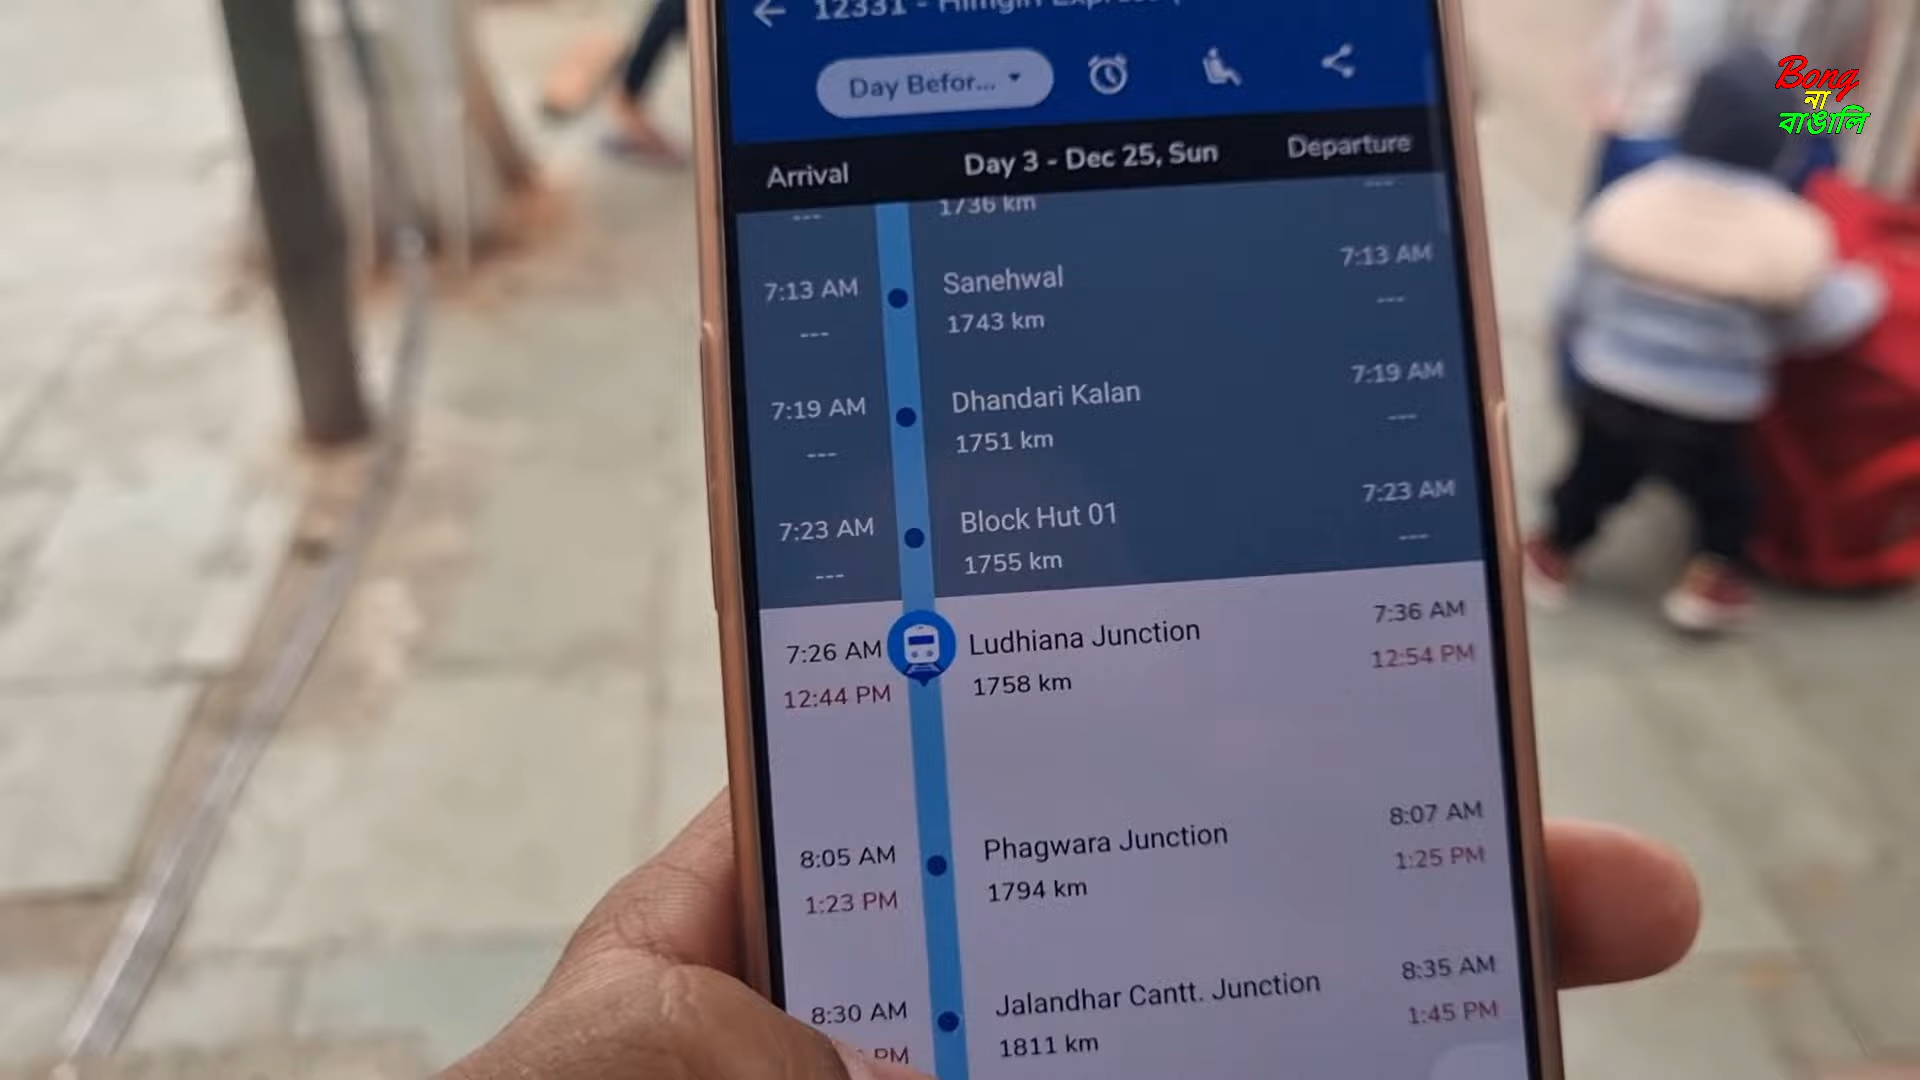 12331 - Himgiri Express
Day Befor...
Arrival
Day 3 - Dec 25, Sun
Departure
---
1736 km
---
7:13 AM
Sanehwal
7:13 AM
---
1743 km
---
7:19 AM
Dhandari Kalan
7:19 AM
---
1751 km
---
7:23 AM
Block Hut 01
7:23 AM
---
1755 km
---
7:26 AM
Ludhiana Junction
7:36 AM
12:44 PM
1758 km
12:54 PM
8:05 AM
Phagwara Junction
8:07 AM
1:23 PM
1794 km
1:25 PM
8:30 AM
Jalandhar Cantt. Junction
8:35 AM
PM
1811 km
1:45 PM
Bong
না
বাঙালি